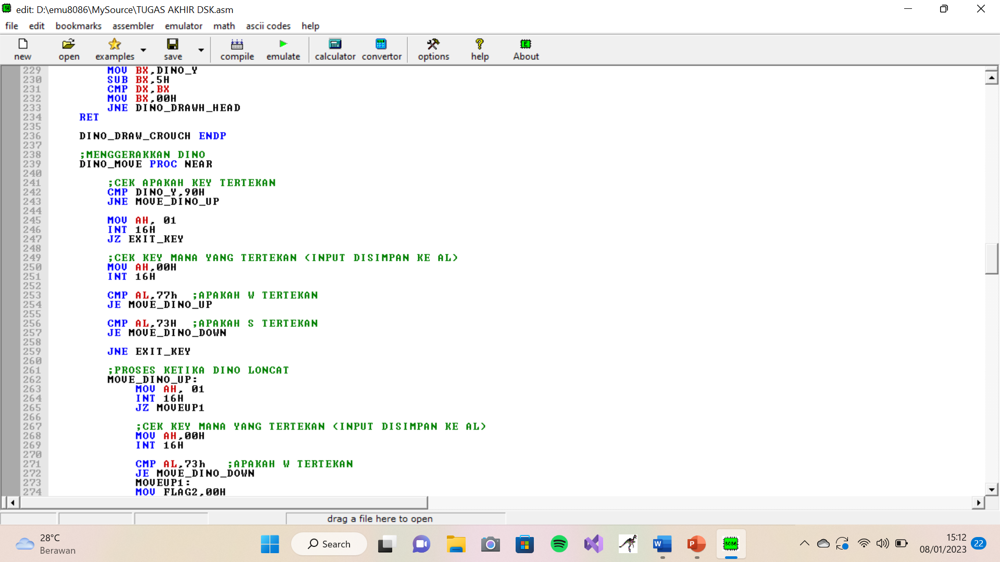 edit: D:\emu8086\MySource\TUGAS AKHIR DSK.asm
file edit bookmarks assembler emulator math ascii codes help
new open examples save compile emulate calculator convertor options help About
229 MOV BX,DINO_Y
230 SUB BX,5H
231 CMP DX,BX
232 MOV BX,00H
233 JNE DINO_DRAWH_HEAD
234 RET
235
236 DINO_DRAW_CROUCH ENDP
237
238 ;MENGGERAKKAN DINO
239 DINO_MOVE PROC NEAR
240
241 ;CEK APAKAH KEY TERTEKAN
242 CMP DINO_Y,90H
243 JNE MOVE_DINO_UP
244
245 MOV AH, 01
246 INT 16H
247 JZ EXIT_KEY
248
249 ;CEK KEY MANA YANG TERTEKAN (INPUT DISIMPAN KE AL)
250 MOV AH,00H
251 INT 16H
252
253 CMP AL,77h ;APAKAH W TERTEKAN
254 JE MOVE_DINO_UP
255
256 CMP AL,73H ;APAKAH S TERTEKAN
257 JE MOVE_DINO_DOWN
258
259 JNE EXIT_KEY
260
261 ;PROSES KETIKA DINO LONCAT
262 MOVE_DINO_UP:
263 MOV AH, 01
264 INT 16H
265 JZ MOVEUP1
266
267 ;CEK KEY MANA YANG TERTEKAN (INPUT DISIMPAN KE AL)
268 MOV AH,00H
269 INT 16H
270
271 CMP AL,73h ;APAKAH W TERTEKAN
272 JE MOVE_DINO_DOWN
273 MOVEUP1:
274 MOV FLAG2,00H
drag a file here to open
28°C
Berawan
Search
15:12
08/01/2023
22